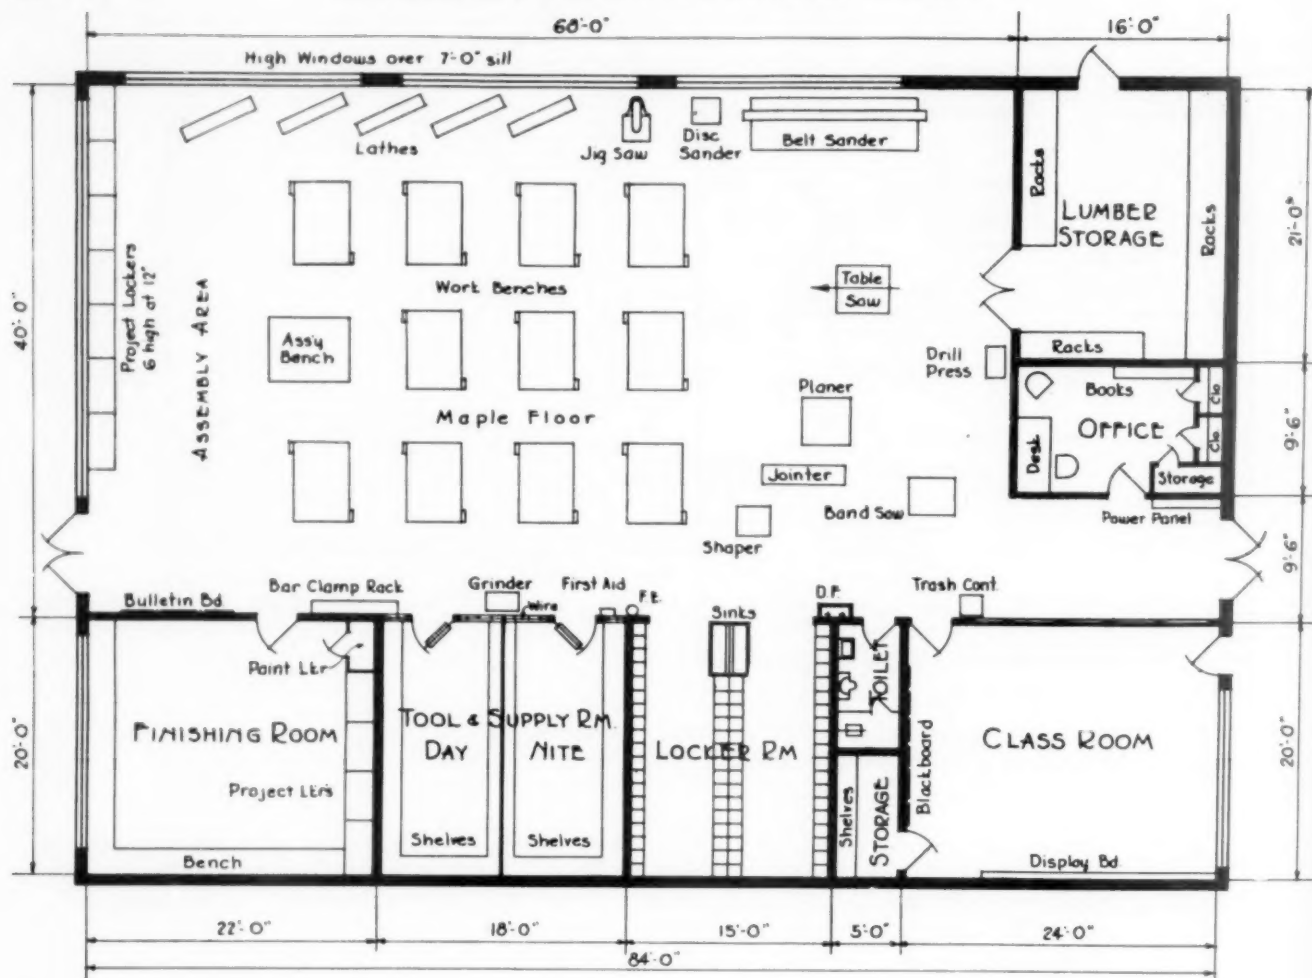 68'-0"
16'-0"
High Windows over 7'-0" sill
Lathes
Jig Saw
Disc
Sander
Belt Sander
Racks
LUMBER
STORAGE
Racks
21'-0"
Work Benches
Table
Saw
40'-0"
Project Lockers
6 high at 12"
ASSEMBLY AREA
Ass'y
Bench
Racks
Drill
Press
Planer
Books
Clo
Maple Floor
OFFICE
Clo
9'-6"
Desk
Jointer
Storage
Band Saw
Power Panel
Shaper
9'-6"
Bulletin Bd.
Bar Clamp Rack
Grinder
Wire
First Aid
F.E.
Sinks
D.F.
Trash Cont.
Paint Lkr
TOILET
FINISHING ROOM
TOOL & SUPPLY RM.
DAY
NITE
LOCKER RM
CLASS ROOM
20'-0"
20'-0"
Project Lkrs
Blackboard
Shelves
Shelves
Shelves
STORAGE
Bench
Display Bd.
22'-0"
18'-0"
15'-0"
5'-0"
24'-0"
84'-0"